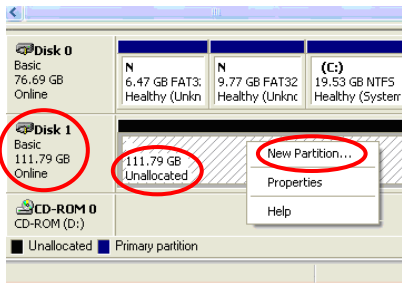 Disk 0
Basic
76.69 GB
Online
N
6.47 GB FAT3:
Healthy (Unkn
N
9.77 GB FAT32
Healthy (Unknc
(C:)
19.53 GB NTFS
Healthy (System
Disk 1
Basic
111.79 GB
Online
111.79 GB
Unallocated
New Partition...
Properties
Help
CD-ROM 0
CD-ROM (D:)
Unallocated Primary partition